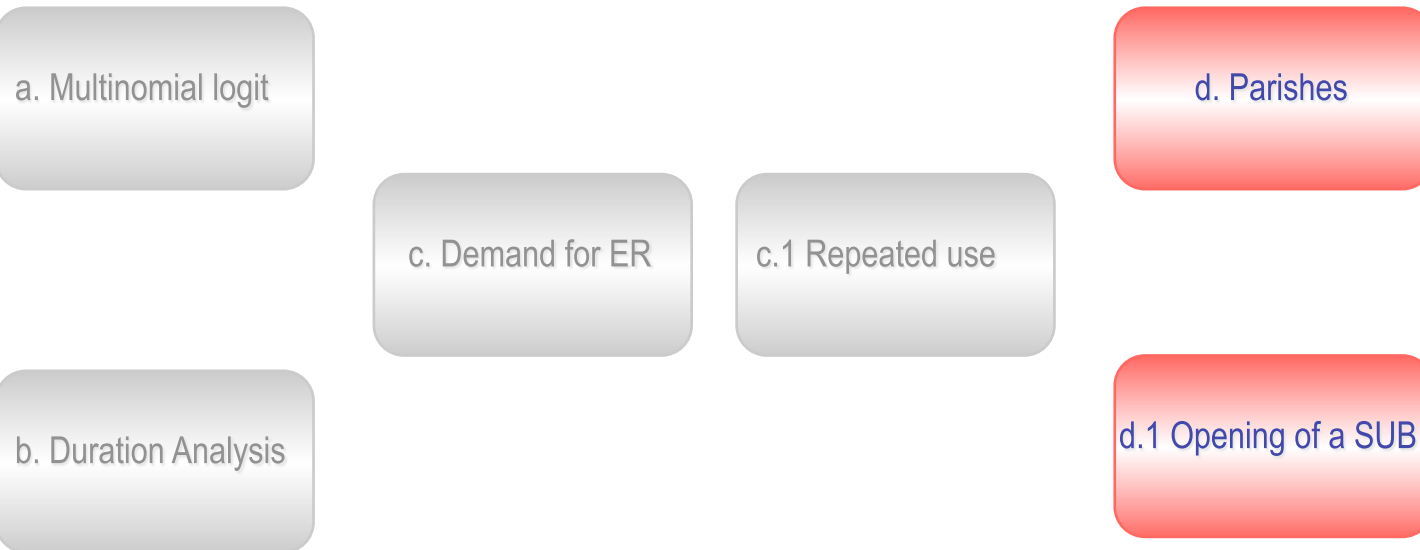 a. Multinomial logit
b. Duration Analysis
c. Demand for ER
c.1 Repeated use
d. Parishes
d.1 Opening of a SUB